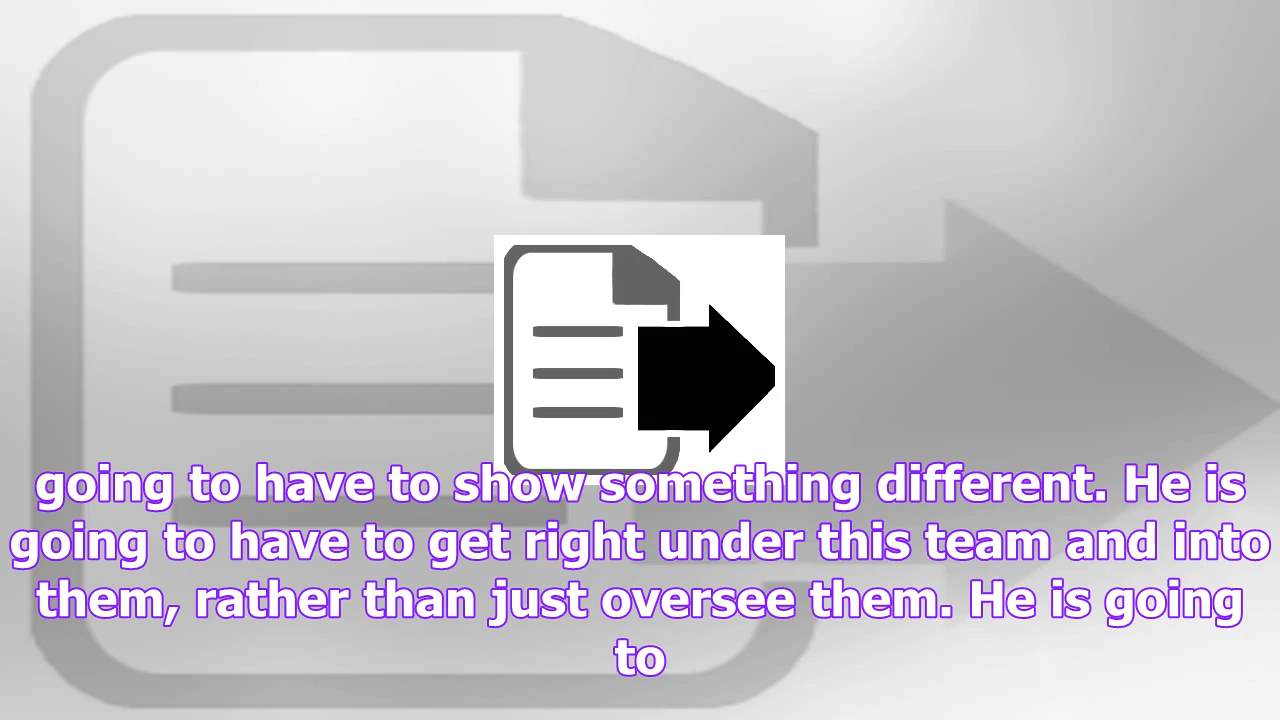 going to have to show something different. He is
going to have to get right under this team and into
them, rather than just oversee them. He is going
to